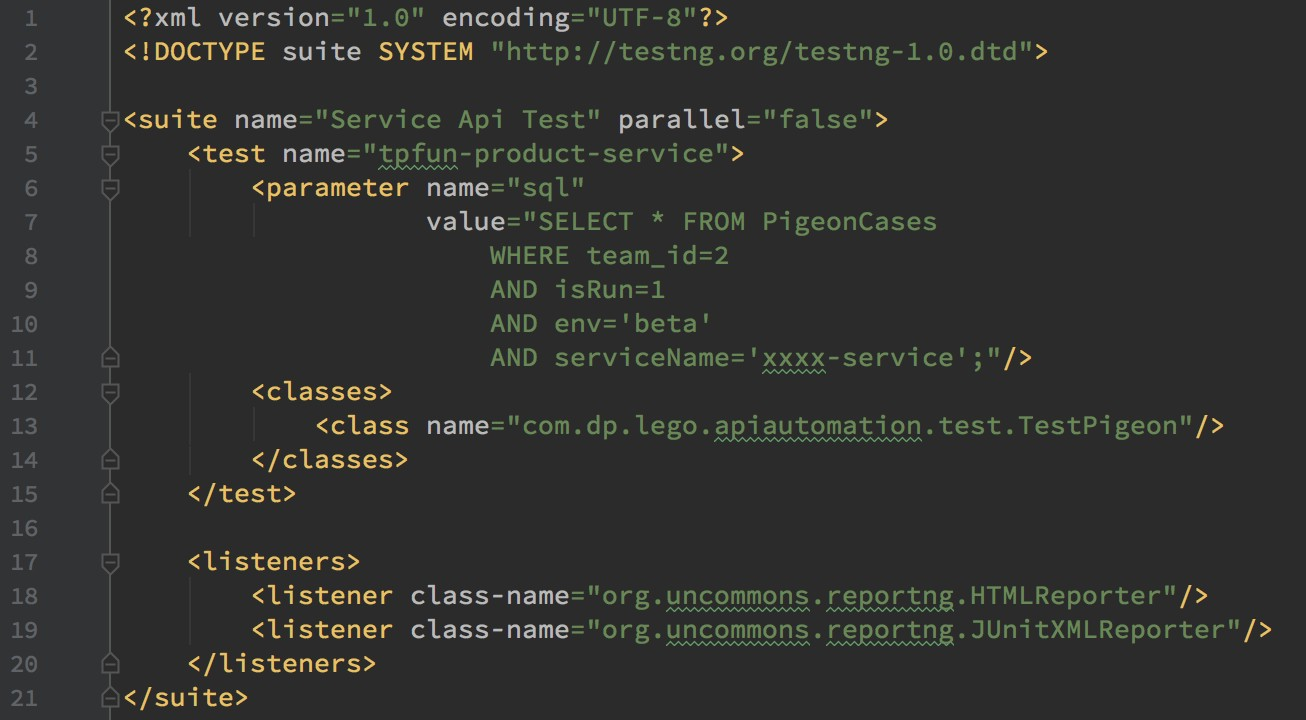 1 <?xml version="1.0" encoding="UTF-8"?>
2 <!DOCTYPE suite SYSTEM "http://testng.org/testng-1.0.dtd">
3
4 <suite name="Service Api Test" parallel="false">
5     <test name="tpfun-product-service">
6         <parameter name="sql"
7                    value="SELECT * FROM PigeonCases
8                        WHERE team_id=2
9                        AND isRun=1
10                       AND env='beta'
11                       AND serviceName='xxxx-service';"/>
12        <classes>
13            <class name="com.dp.lego.apiautomation.test.TestPigeon"/>
14        </classes>
15    </test>
16
17    <listeners>
18        <listener class-name="org.uncommons.reportng.HTMLReporter"/>
19        <listener class-name="org.uncommons.reportng.JUnitXMLReporter"/>
20    </listeners>
21 </suite>